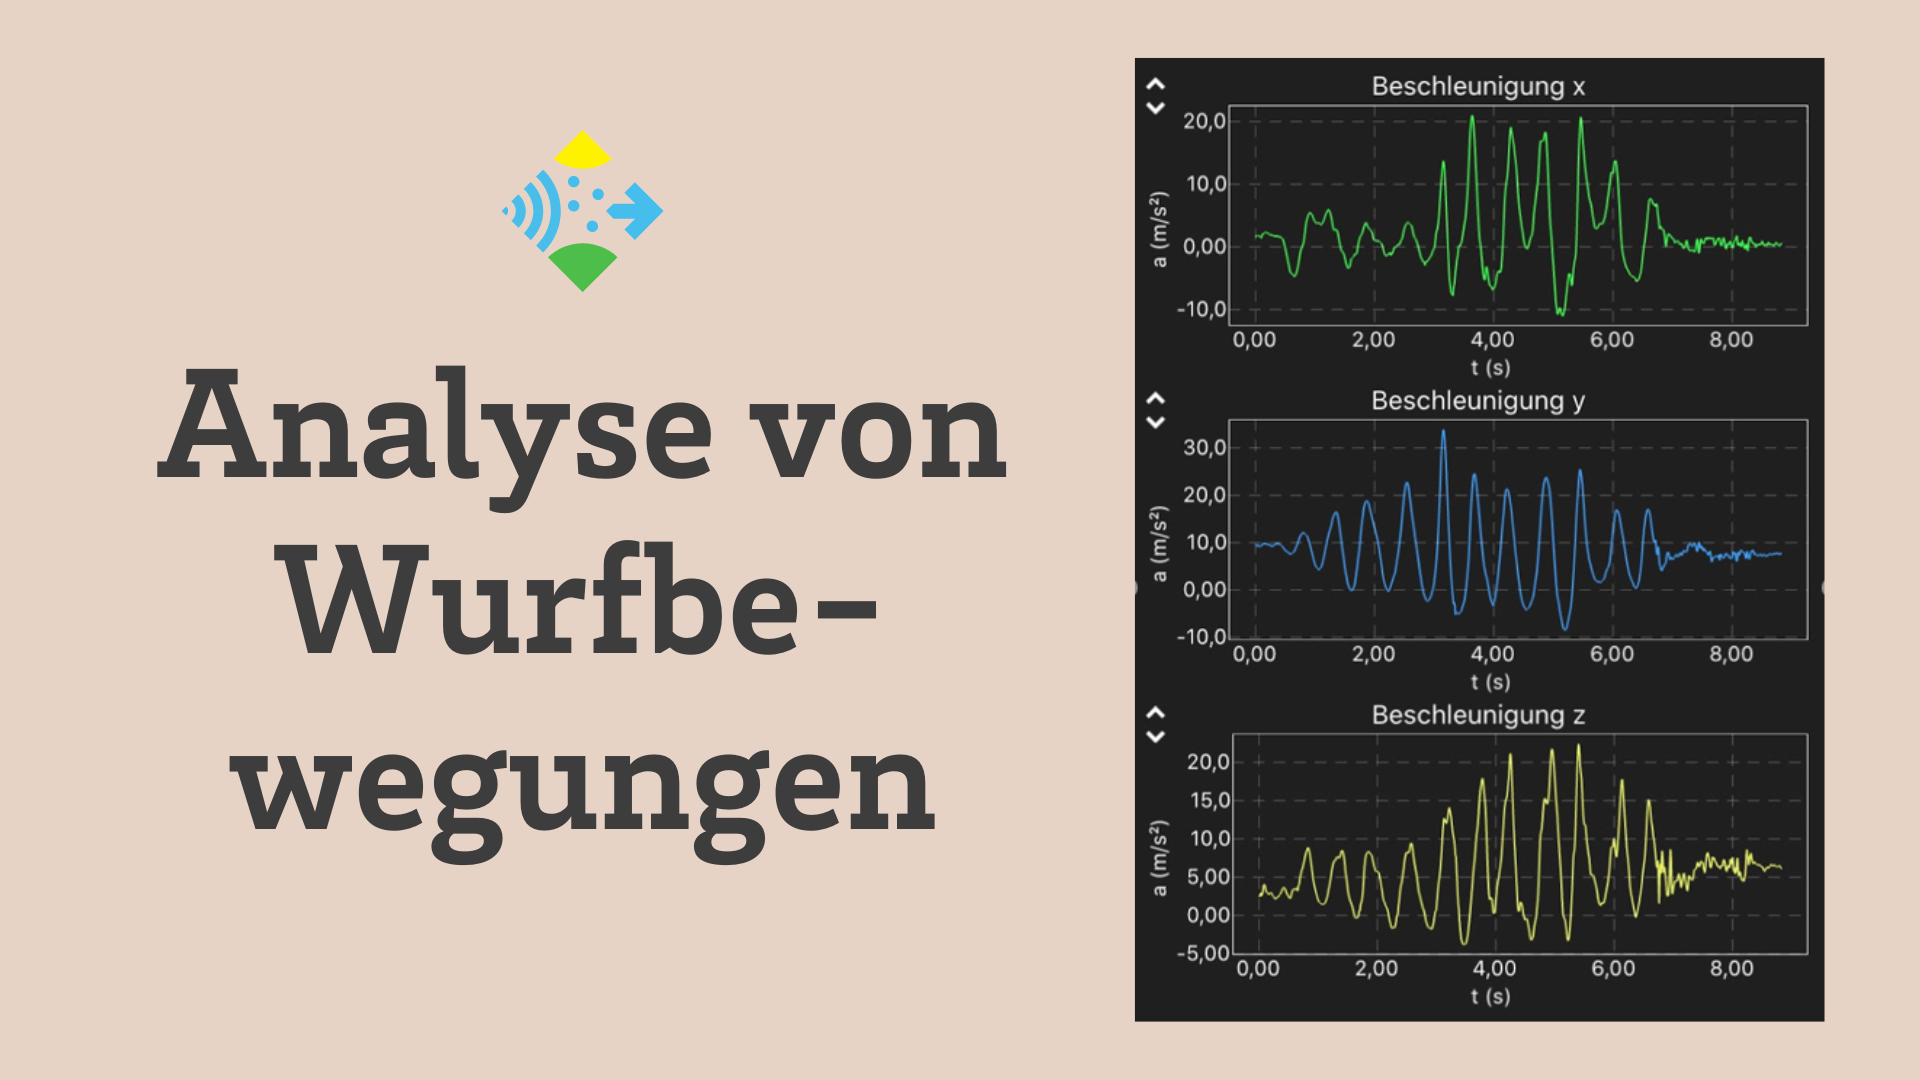 Analyse von
Wurfbe-
wegungen
Beschleunigung x
20,0
10,0
0,00
-10,0
a (m/s²)
0,00 2,00 4,00 6,00 8,00
t (s)
Beschleunigung y
30,0
20,0
10,0
0,00
-10,0
a (m/s²)
0,00 2,00 4,00 6,00 8,00
t (s)
Beschleunigung z
20,0
15,0
10,0
5,00
0,00
-5,00
a (m/s²)
0,00 2,00 4,00 6,00 8,00
t (s)